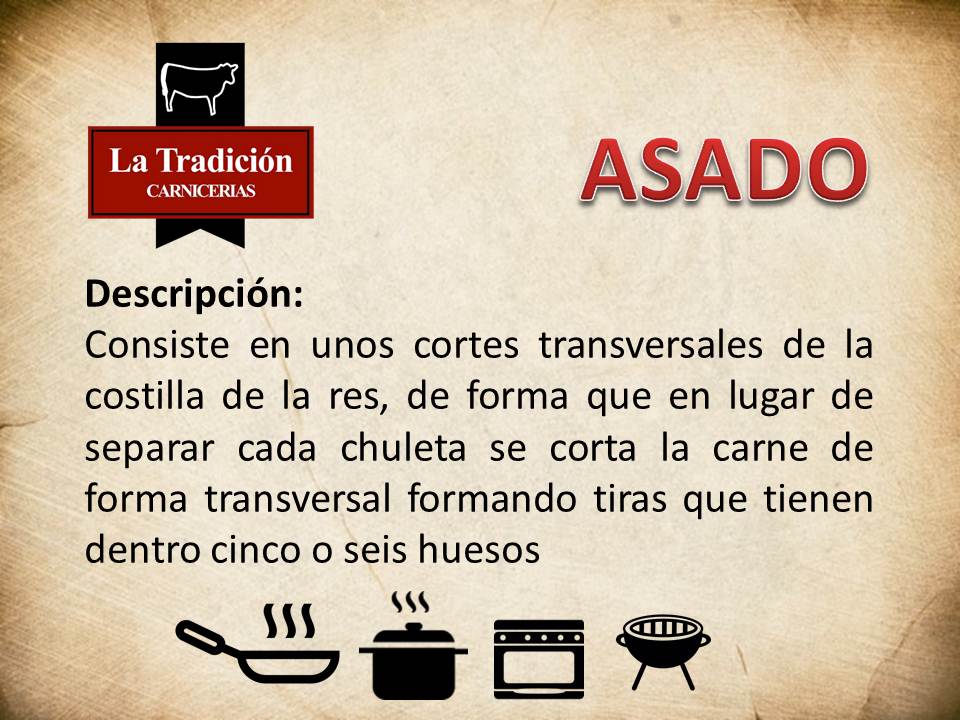 La Tradición
CARNICERIAS
ASADO
Descripción:
Consiste en unos cortes transversales de la
costilla de la res, de forma que en lugar de
separar cada chuleta se corta la carne de
forma transversal formando tiras que tienen
dentro cinco o seis huesos